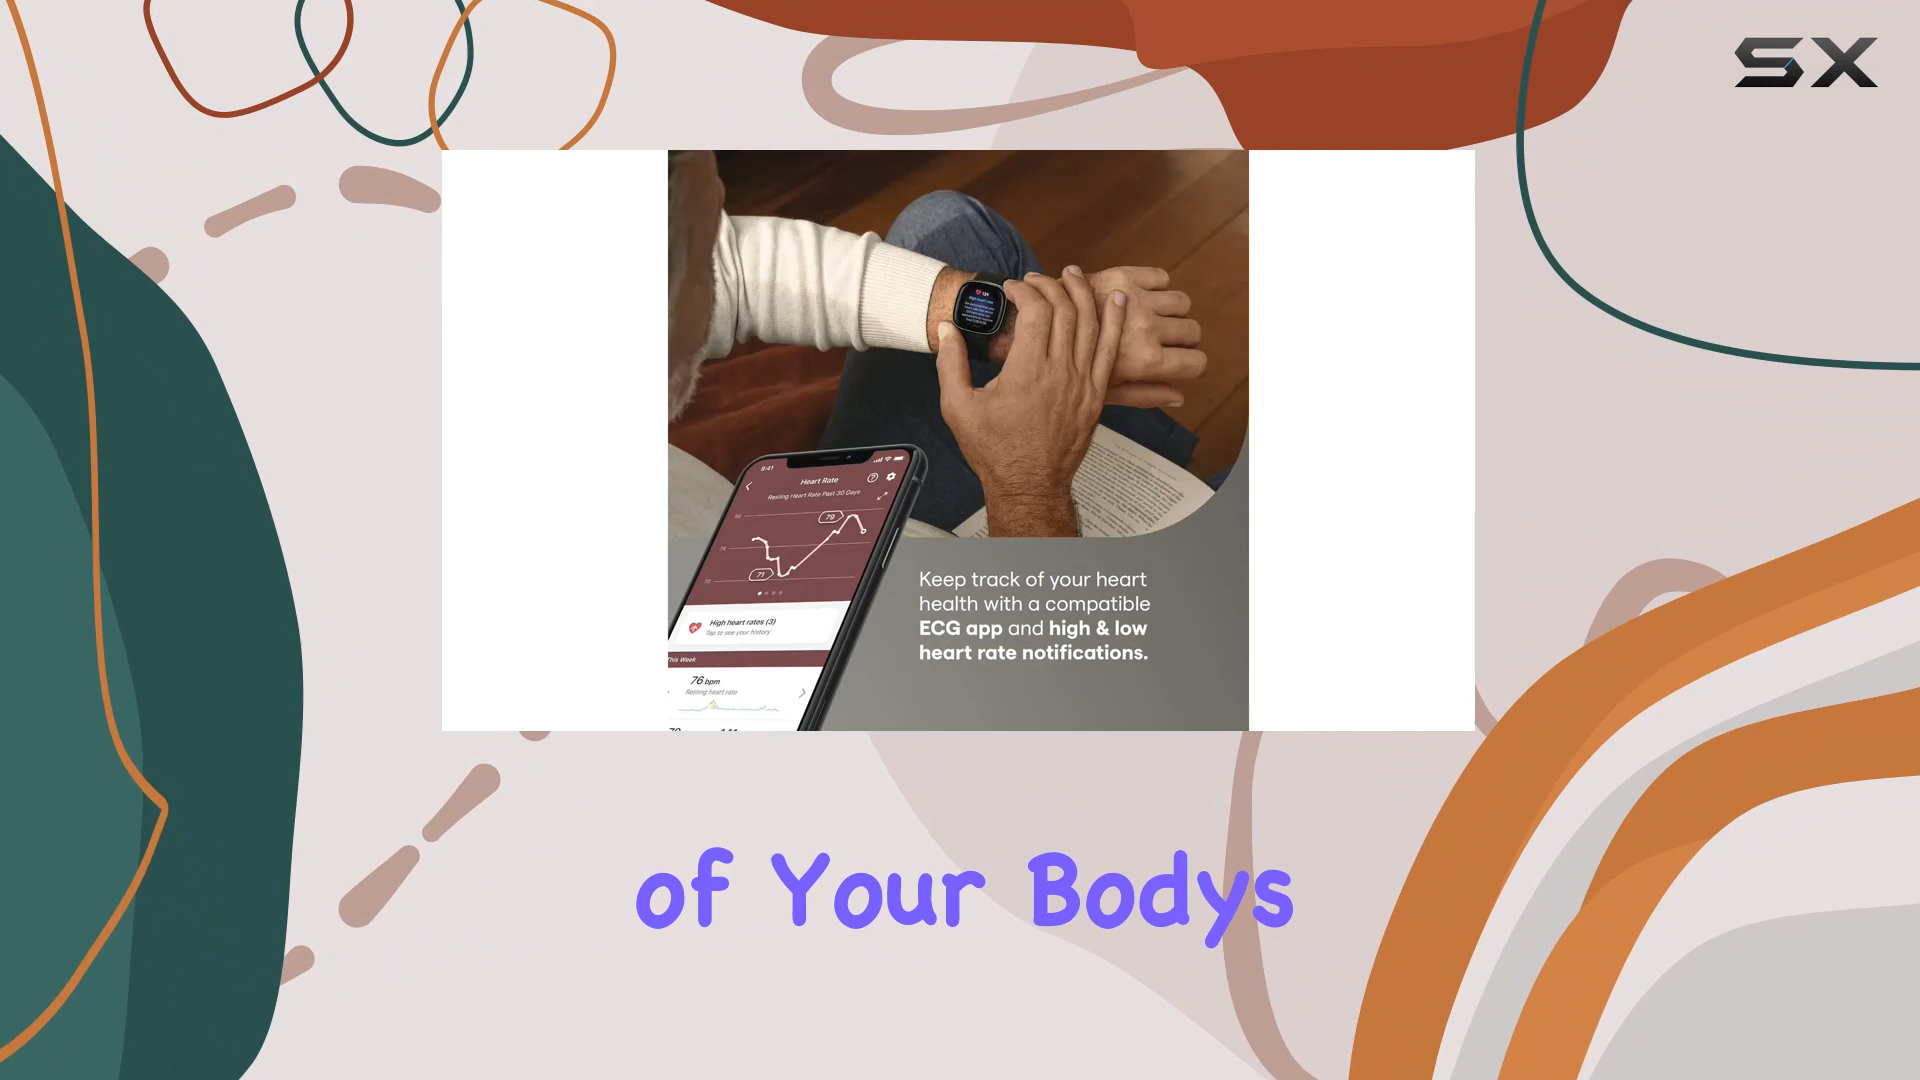 SX
9:41
Heart Rate
Resting Heart Rate Past 30 Days
79
71
High heart rates (3)
Tap to see your history
This Week
76 bpm
Resting heart rate
Keep track of your heart
health with a compatible
ECG app and high & low
heart rate notifications.
of Your Bodys